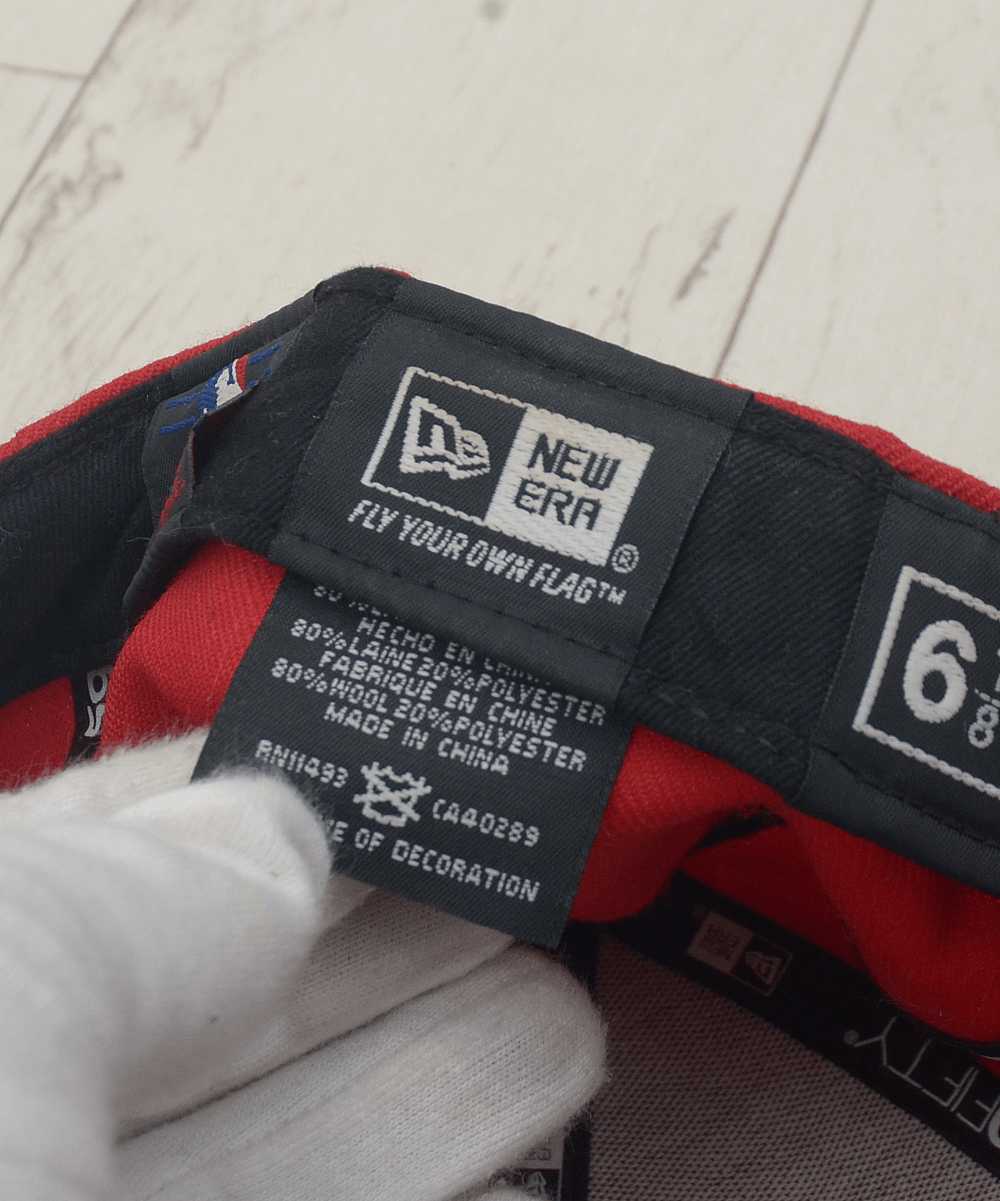 NEW
ERA
®
FLY YOUR OWN FLAG™
HECHO EN
80%LAINE 20%POLYESTER
FABRIQUE EN CHINE
80%WOOL 20%POLYESTER
MADE IN CHINA
RN11493
CA40289
OF DECORATION
6
8